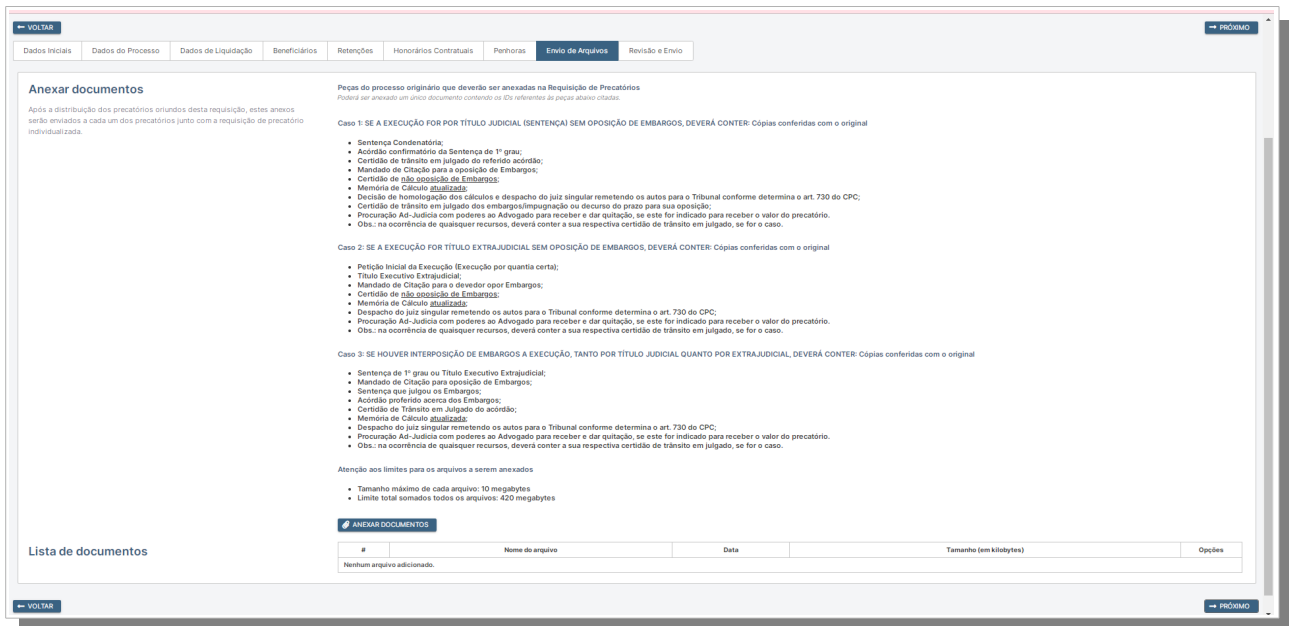 ← VOLTAR
→ PRÓXIMO
Dados Iniciais
Dados do Processo
Dados de Liquidação
Beneficiários
Retenções
Honorários Contratuais
Penhoras
Envio de Arquivos
Revisão e Envio
Anexar documentos
Após a distribuição dos precatórios oriundos desta requisição, estes anexos
serão enviados a cada um dos precatórios junto com a requisição de precatório
individualizada.
Peças do processo originário que deverão ser anexadas na Requisição de Precatórios
Poderá ser anexado um único documento contendo os IDs referentes às peças abaixo citadas.
Caso 1: SE A EXECUÇÃO FOR POR TÍTULO JUDICIAL (SENTENÇA) SEM OPOSIÇÃO DE EMBARGOS, DEVERÁ CONTER: Cópias conferidas com o original
• Sentença Condenatória;
• Acórdão confirmatório da Sentença de 1º grau;
• Certidão de trânsito em julgado do referido acórdão;
• Mandado de Citação para a oposição de Embargos;
• Certidão de não oposição de Embargos;
• Memória de Cálculo atualizada;
• Decisão de homologação dos cálculos e despacho do juiz singular remetendo os autos para o Tribunal conforme determina o art. 730 do CPC;
• Certidão de trânsito em julgado dos embargos/impugnação ou decurso do prazo para sua oposição;
• Procuração Ad-Judicia com poderes ao Advogado para receber e dar quitação, se este for indicado para receber o valor do precatório.
• Obs.: na ocorrência de quaisquer recursos, deverá conter a sua respectiva certidão de trânsito em julgado, se for o caso.
Caso 2: SE A EXECUÇÃO FOR TÍTULO EXTRAJUDICIAL SEM OPOSIÇÃO DE EMBARGOS, DEVERÁ CONTER: Cópias conferidas com o original
• Petição Inicial da Execução (Execução por quantia certa);
• Título Executivo Extrajudicial;
• Mandado de Citação para o devedor opor Embargos;
• Certidão de não oposição de Embargos;
• Memória de Cálculo atualizada;
• Despacho do juiz singular remetendo os autos para o Tribunal conforme determina o art. 730 do CPC;
• Procuração Ad-Judicia com poderes ao Advogado para receber e dar quitação, se este for indicado para receber o valor do precatório.
• Obs.: na ocorrência de quaisquer recursos, deverá conter a sua respectiva certidão de trânsito em julgado, se for o caso.
Caso 3: SE HOUVER INTERPOSIÇÃO DE EMBARGOS A EXECUÇÃO, TANTO POR TÍTULO JUDICIAL QUANTO POR EXTRAJUDICIAL, DEVERÁ CONTER: Cópias conferidas com o original
• Sentença de 1º grau ou Título Executivo Extrajudicial;
• Mandado de Citação para oposição de Embargos;
• Sentença que julgou os Embargos;
• Acórdão proferido acerca dos Embargos;
• Certidão de Trânsito em Julgado do acórdão;
• Memória de Cálculo atualizada;
• Despacho do juiz singular remetendo os autos para o Tribunal conforme determina o art. 730 do CPC;
• Procuração Ad-Judicia com poderes ao Advogado para receber e dar quitação, se este for indicado para receber o valor do precatório.
• Obs.: na ocorrência de quaisquer recursos, deverá conter a sua respectiva certidão de trânsito em julgado, se for o caso.
Atenção aos limites para os arquivos a serem anexados
• Tamanho máximo de cada arquivo: 10 megabytes
• Limite total somados todos os arquivos: 420 megabytes
ANEXAR DOCUMENTOS
Lista de documentos
#
Nome do arquivo
Data
Tamanho (em kilobytes)
Opções
Nenhum arquivo adicionado.
← VOLTAR
→ PRÓXIMO